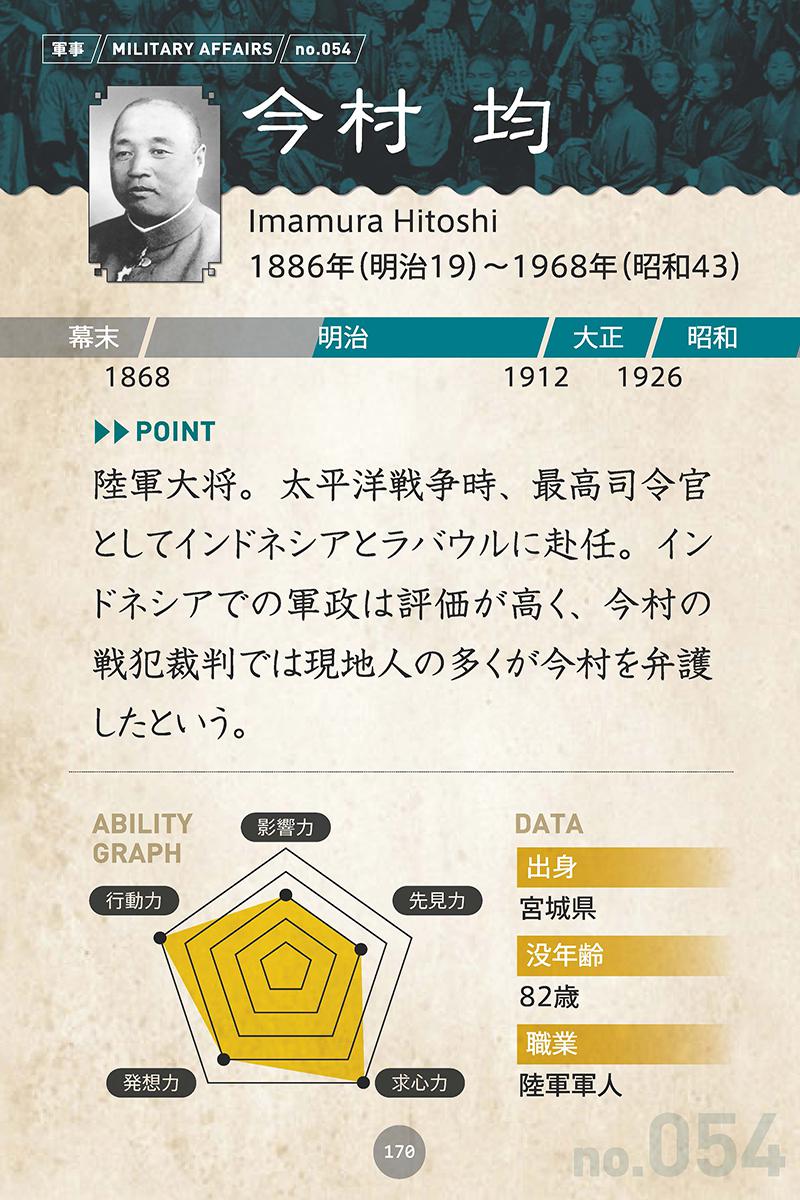 軍事 MILITARY AFFAIRS no.054
今村 均
Imamura Hitoshi
1886年(明治19)〜1968年(昭和43)
幕末 明治 大正 昭和
1868 1912 1926
POINT
陸軍大将。太平洋戦争時、最高司令官
としてインドネシアとラバウルに赴任。イン
ドネシアでの軍政は評価が高く、今村の
戦犯裁判では現地人の多くが今村を弁護
したという。
ABILITY
GRAPH
影響力
行動力
先見力
発想力
求心力
DATA
出身
宮城県
没年齢
82歳
職業
陸軍軍人
170
no.054